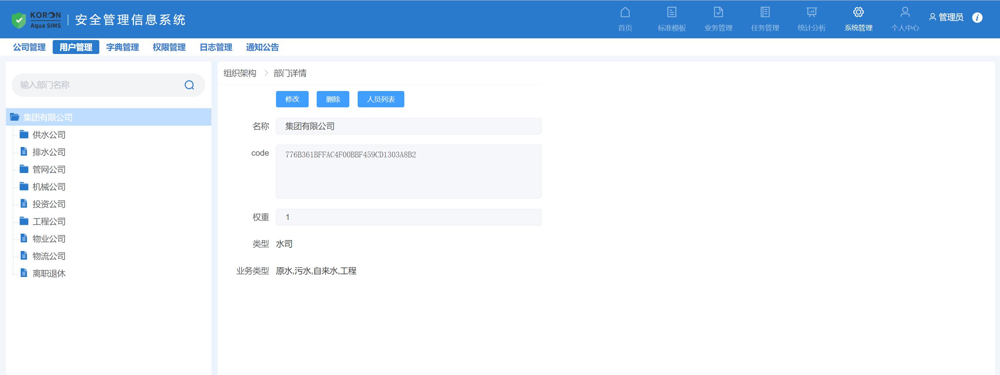 KORON
Aqua SIMS
安全管理信息系统
首页
标准模板
业务管理
任务管理
统计分析
系统管理
个人中心
管理员
i
公司管理
用户管理
字典管理
权限管理
日志管理
通知公告
输入部门名称
集团有限公司
供水公司
排水公司
管网公司
机械公司
投资公司
工程公司
物业公司
物流公司
离职退休
组织架构 > 部门详情
修改
删除
人员列表
名称 集团有限公司
code 776B361BFFAC4F00BBF459CD1303A8B2
权重 1
类型 水司
业务类型 原水,污水,自来水,工程